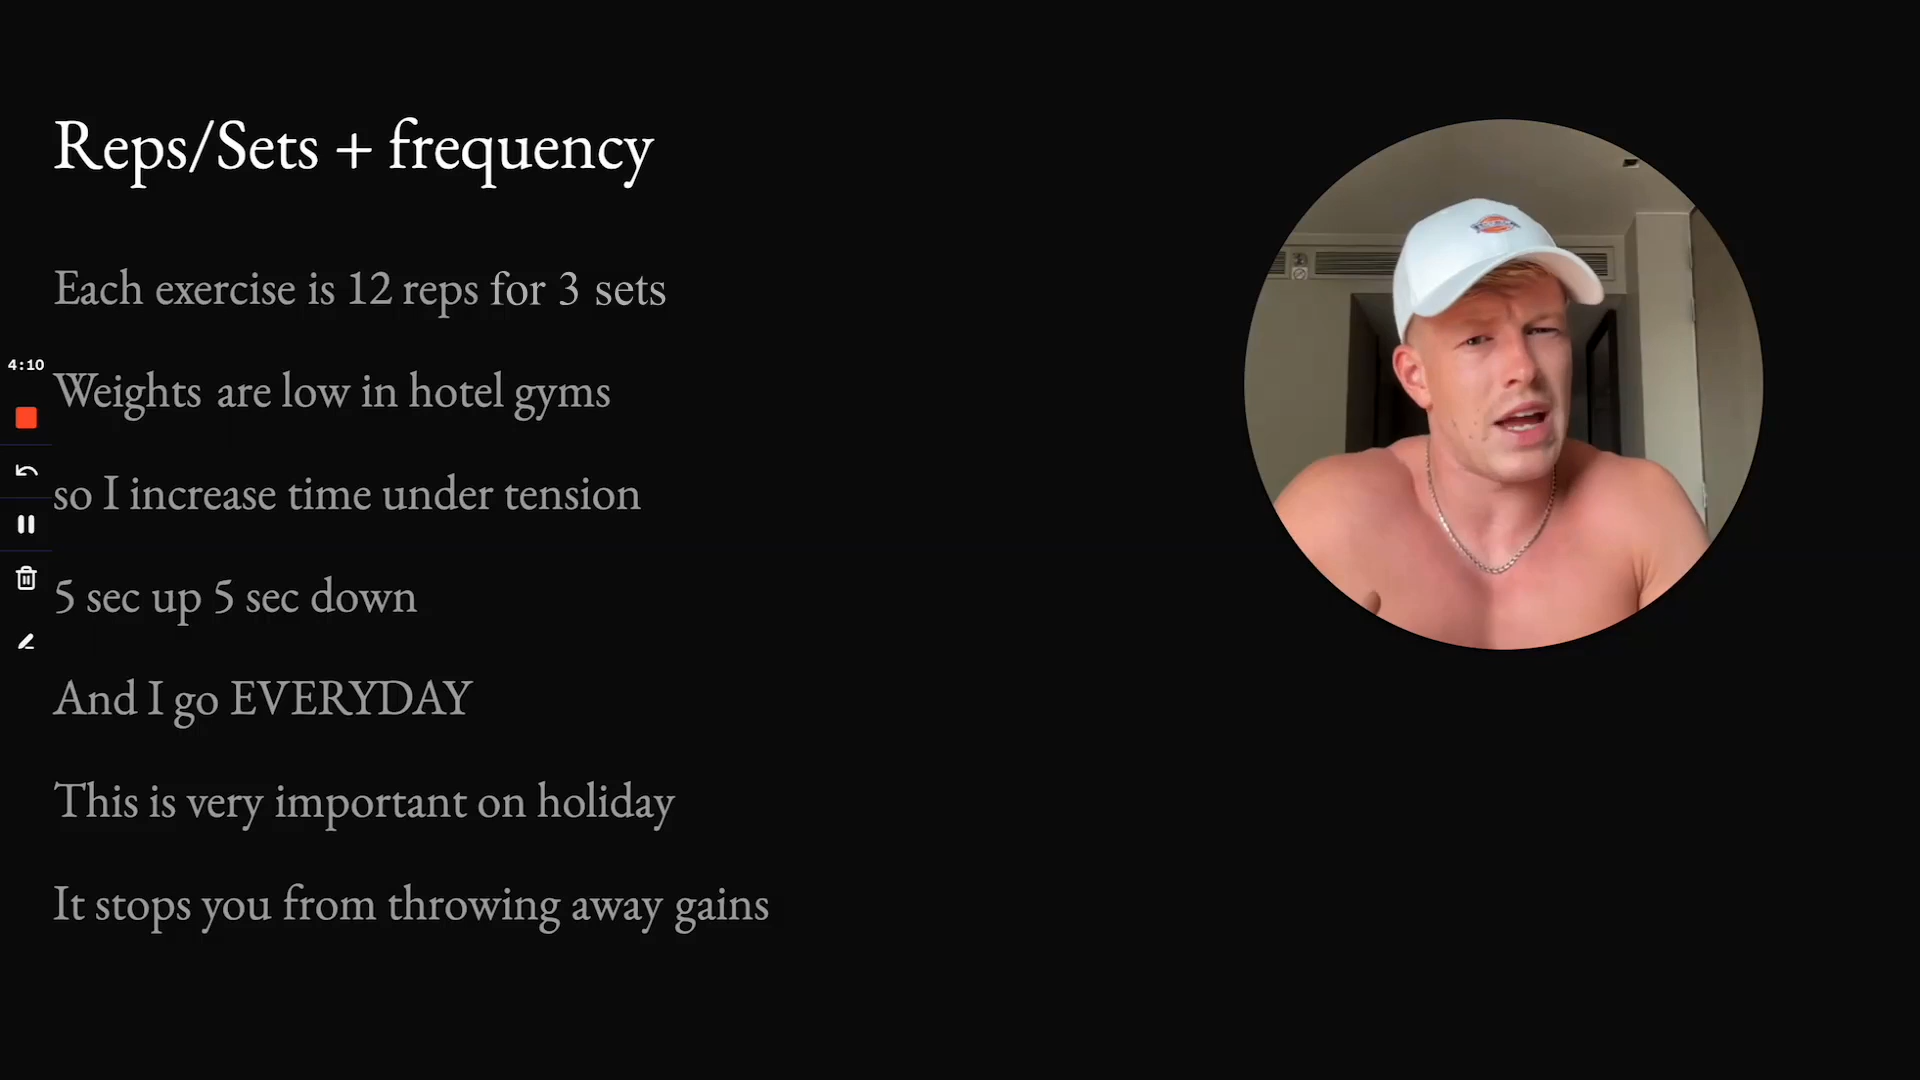 Reps/Sets + frequency
Each exercise is 12 reps for 3 sets
4:10
Weights are low in hotel gyms
so I increase time under tension
5 sec up 5 sec down
And I go EVERYDAY
This is very important on holiday
It stops you from throwing away gains